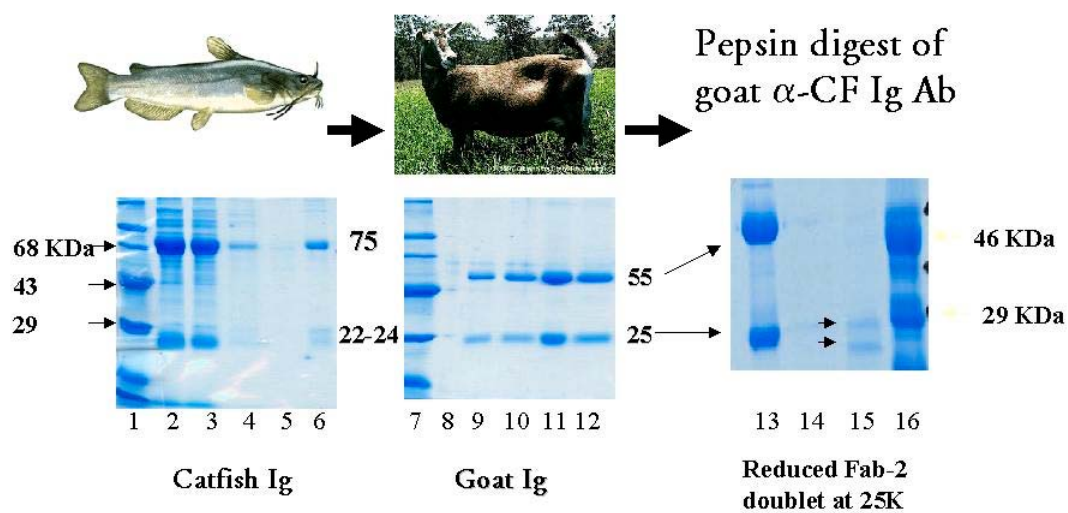 Pepsin digest of
goat α-CF Ig Ab
68 KDa
43
29
75
22-24
55
25
46 KDa
29 KDa
1 2 3 4 5 6
7 8 9 10 11 12
13 14 15 16
Catfish Ig
Goat Ig
Reduced Fab-2
doublet at 25K